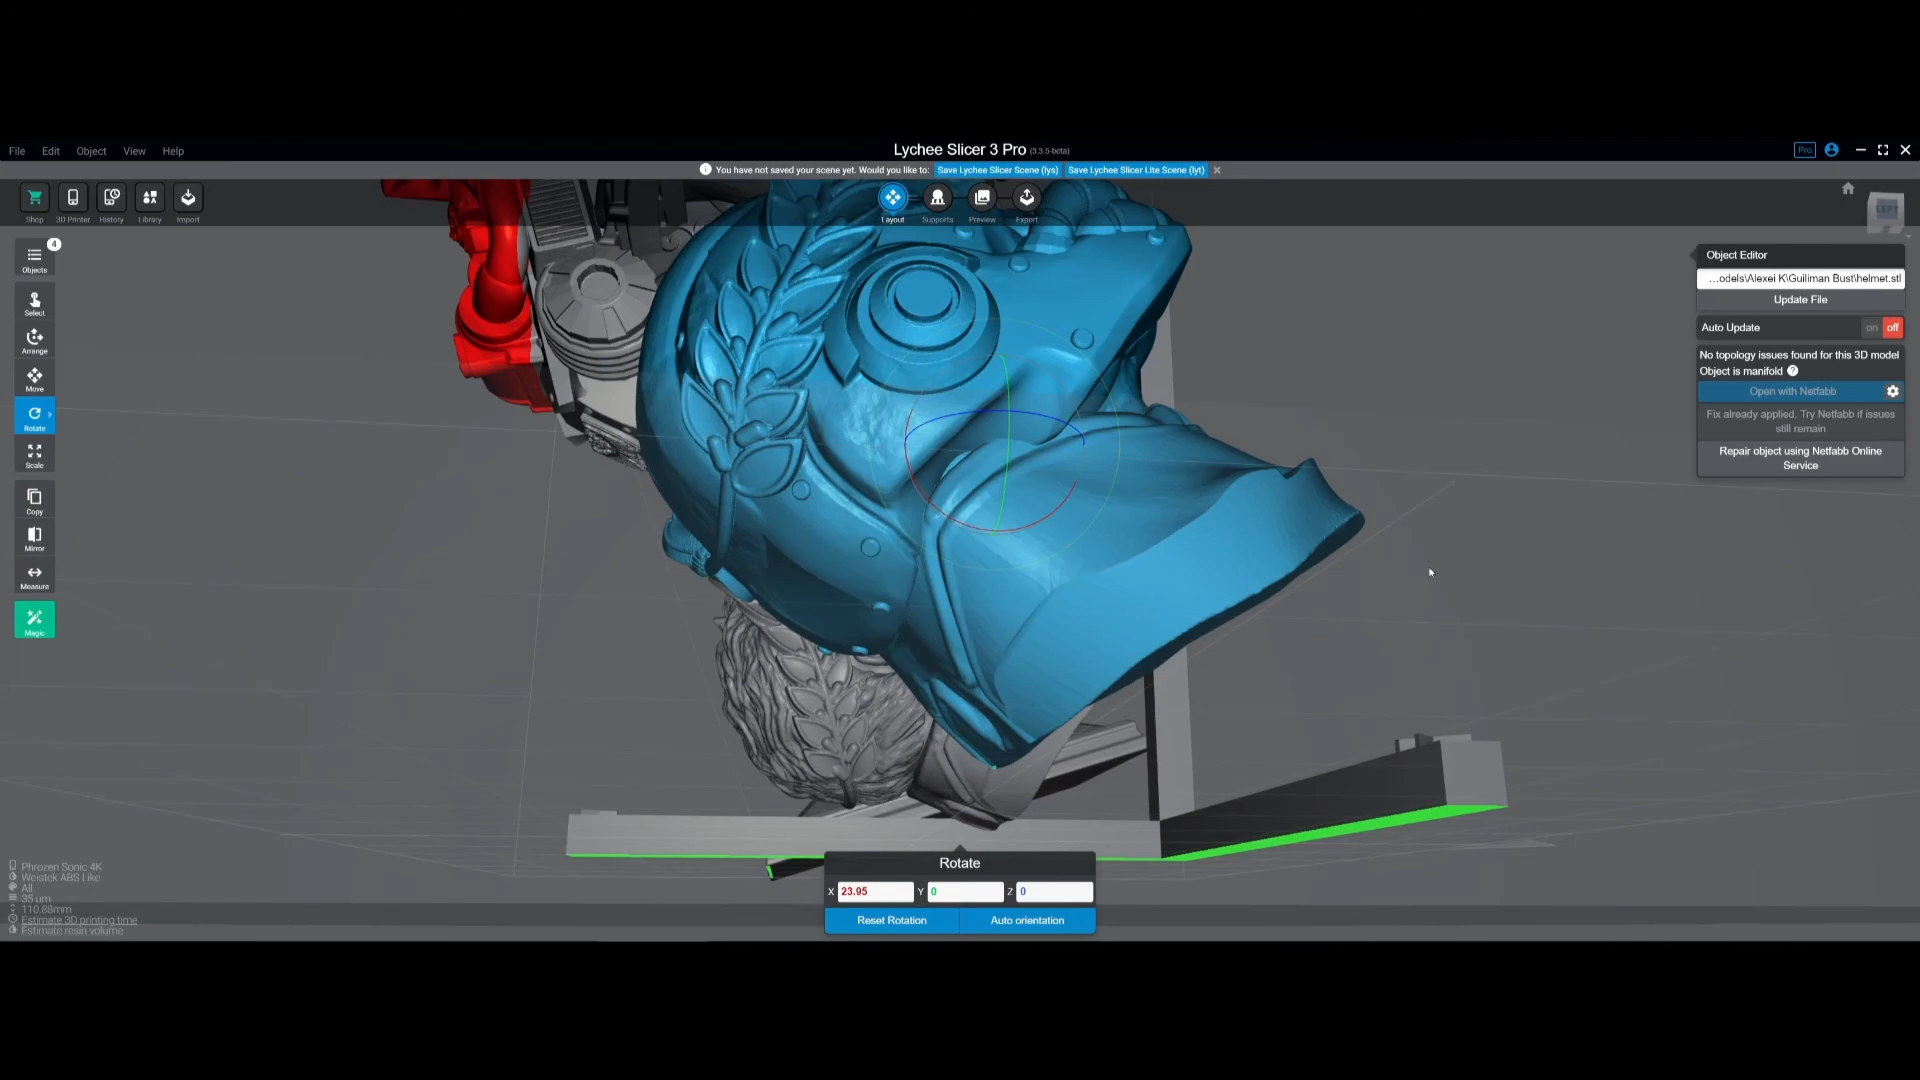 File Edit Object View Help
Lychee Slicer 3 Pro (3.3.5-beta)
Pro
You have not saved your scene yet. Would you like to: Save Lychee Slicer Scene (lys) Save Lychee Slicer Lite Scene (lyt)
Shop 3D Printer History Library Import
Layout Supports Preview Export
LEFT
4
Objects
Select
Arrange
Move
Rotate
Scale
Copy
Mirror
Measure
Magic
Object Editor
...odels\Alexei K\Guiliman Bust\helmet.stl
Update File
Auto Update on off
No topology issues found for this 3D model
Object is manifold ?
Open with Netfabb
Fix already applied. Try Netfabb if issues
still remain
Repair object using Netfabb Online
Service
Phrozen Sonic 4K
Weistek ABS Like
All
35 um
110.88mm
Estimate 3D printing time
Estimate resin volume
Rotate
X 23.95 Y 0 Z 0
Reset Rotation Auto orientation